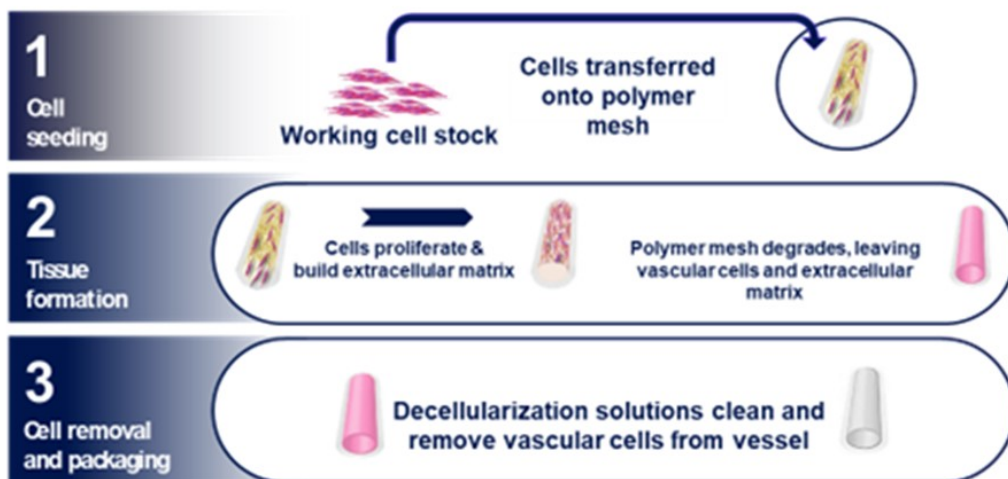 1
Cell
seeding
Working cell stock
Cells transferred
onto polymer
mesh
2
Tissue
formation
Cells proliferate &
build extracellular matrix
Polymer mesh degrades, leaving
vascular cells and extracellular
matrix
3
Cell removal
and packaging
Decellularization solutions clean and
remove vascular cells from vessel